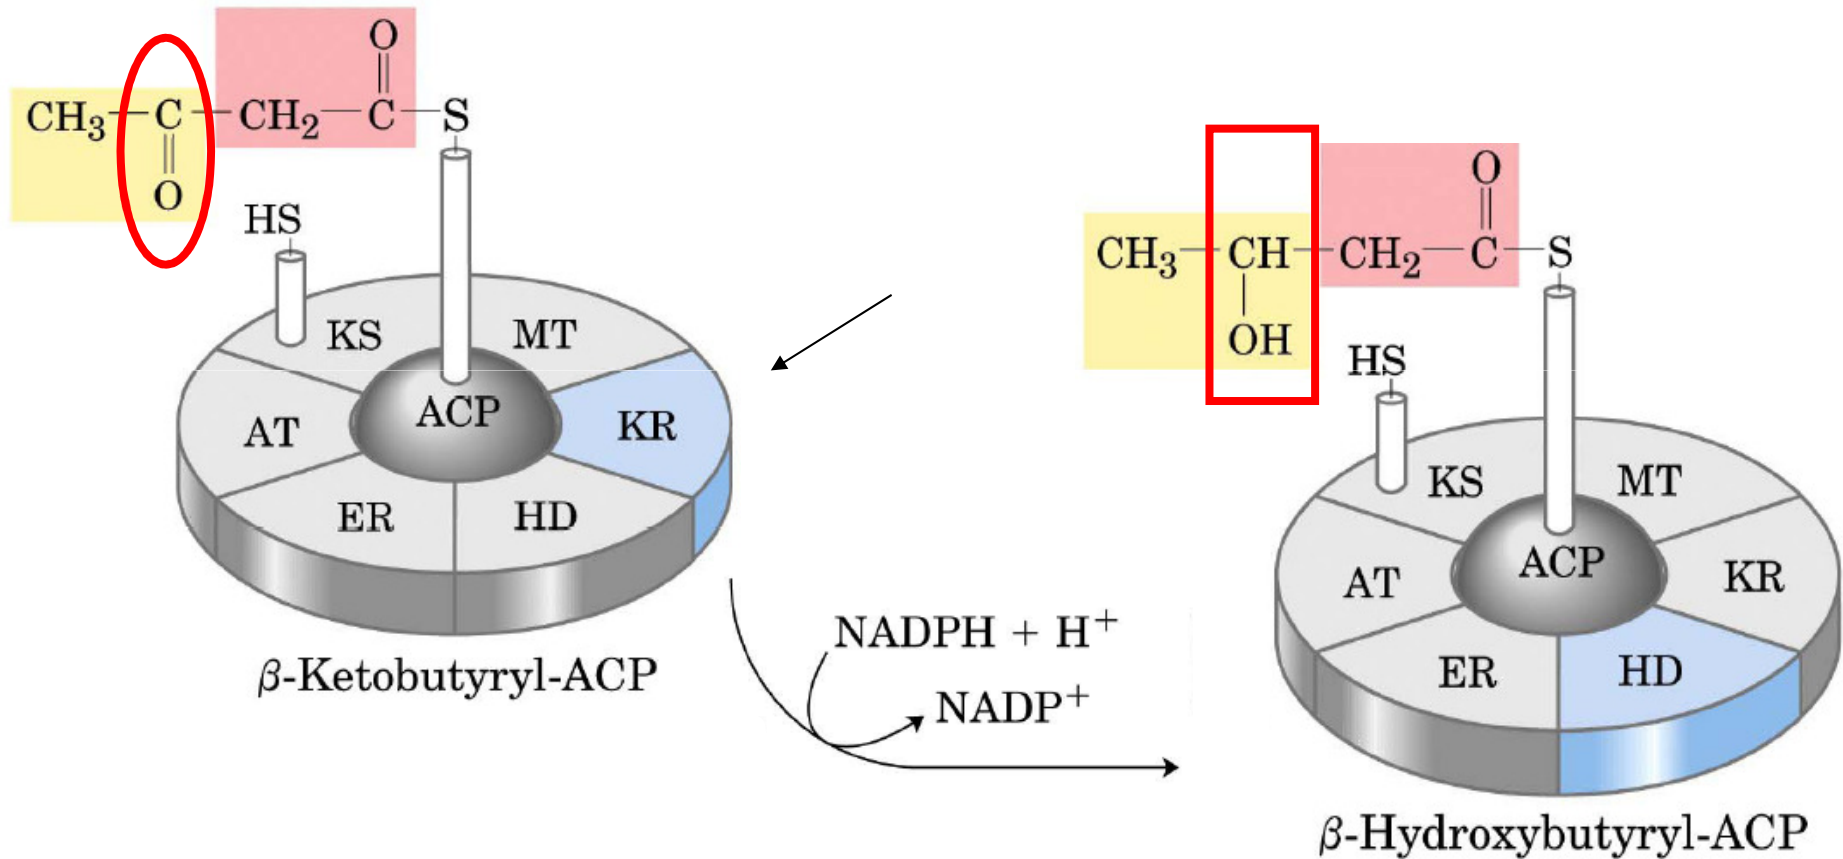 O
CH₃—C—CH₂—C—S
O
HS
KS
MT
AT
ACP
KR
ER
HD
β-Ketobutyryl-ACP
NADPH + H⁺
NADP⁺
O
CH₃—CH—CH₂—C—S
OH
HS
KS
MT
AT
ACP
KR
ER
HD
β-Hydroxybutyryl-ACP